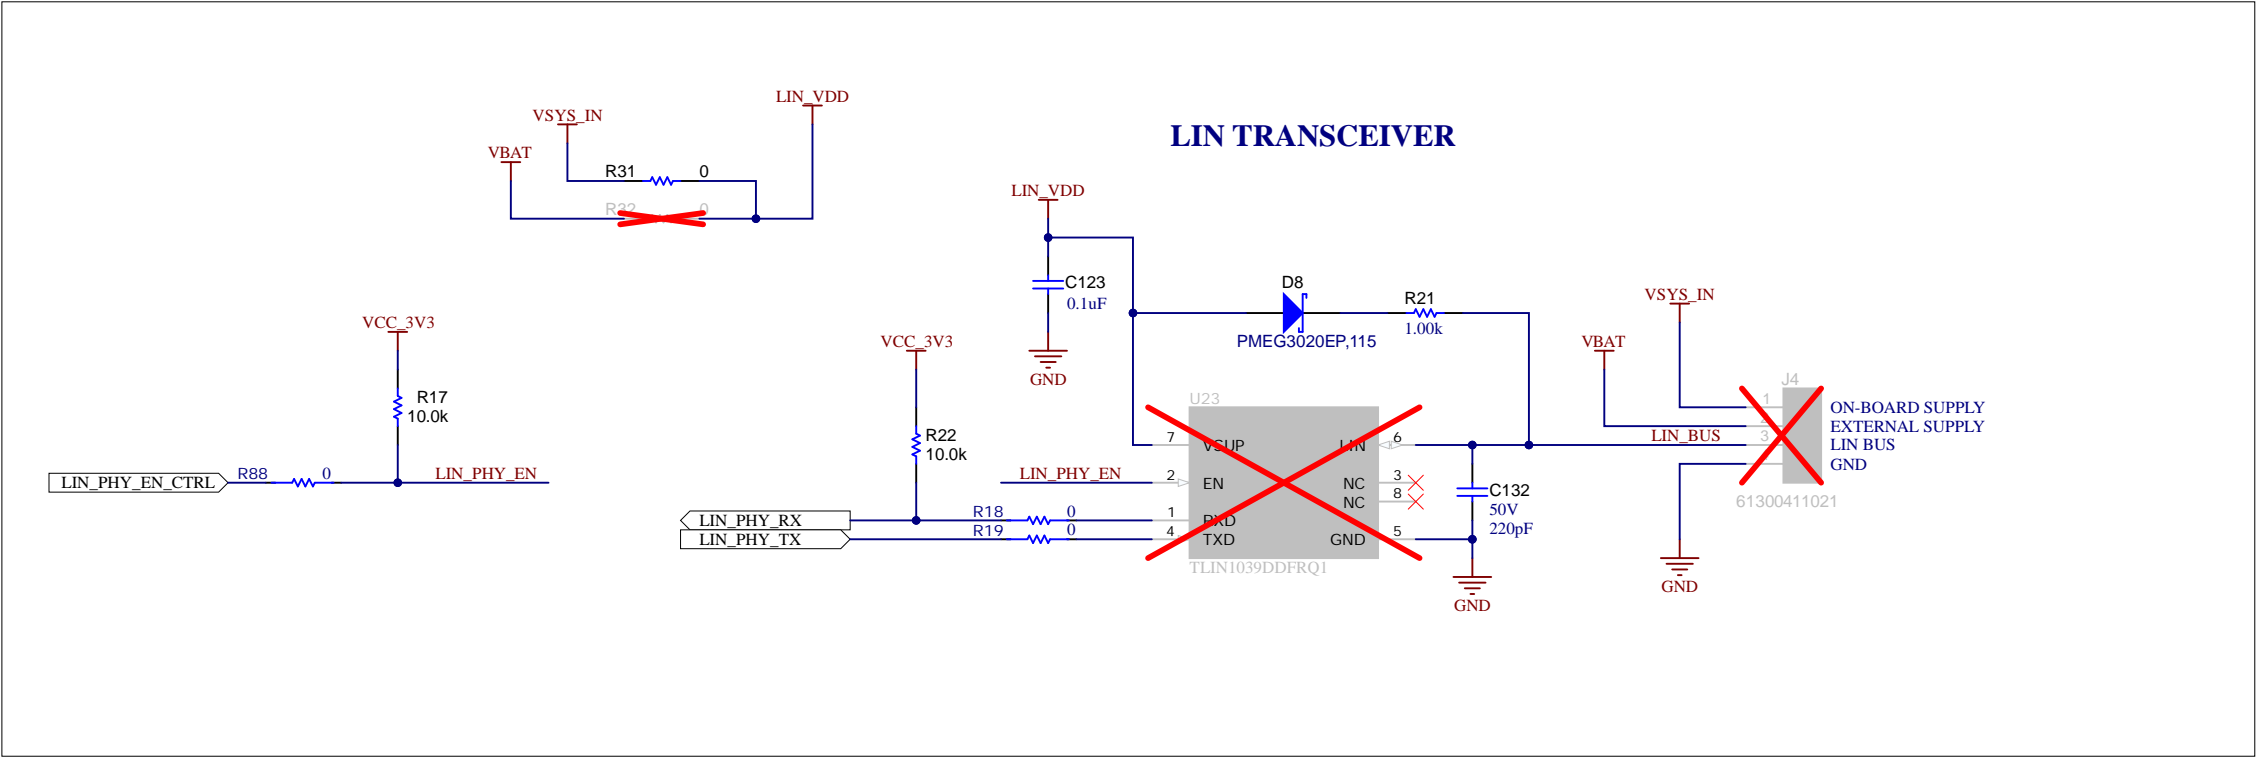 LIN_VDD
VSYS_IN
VBAT
R31 0
R32 0
LIN TRANSCEIVER
LIN_VDD
C123
0.1uF
GND
D8
PMEG3020EP,115
R21
1.00k
VCC_3V3
R17
10.0k
LIN_PHY_EN_CTRL R88 0 LIN_PHY_EN
VCC_3V3
R22
10.0k
LIN_PHY_EN
LIN_PHY_RX R18 0
LIN_PHY_TX R19 0
U23
7 VSUP LIN 6
2 EN NC 3
NC 8
1 RXD
4 TXD GND 5
TLIN1039DDFRQ1
C132
50V
220pF
GND
VSYS_IN
VBAT
LIN_BUS
J4
1 ON-BOARD SUPPLY
EXTERNAL SUPPLY
3 LIN BUS
GND
61300411021
GND